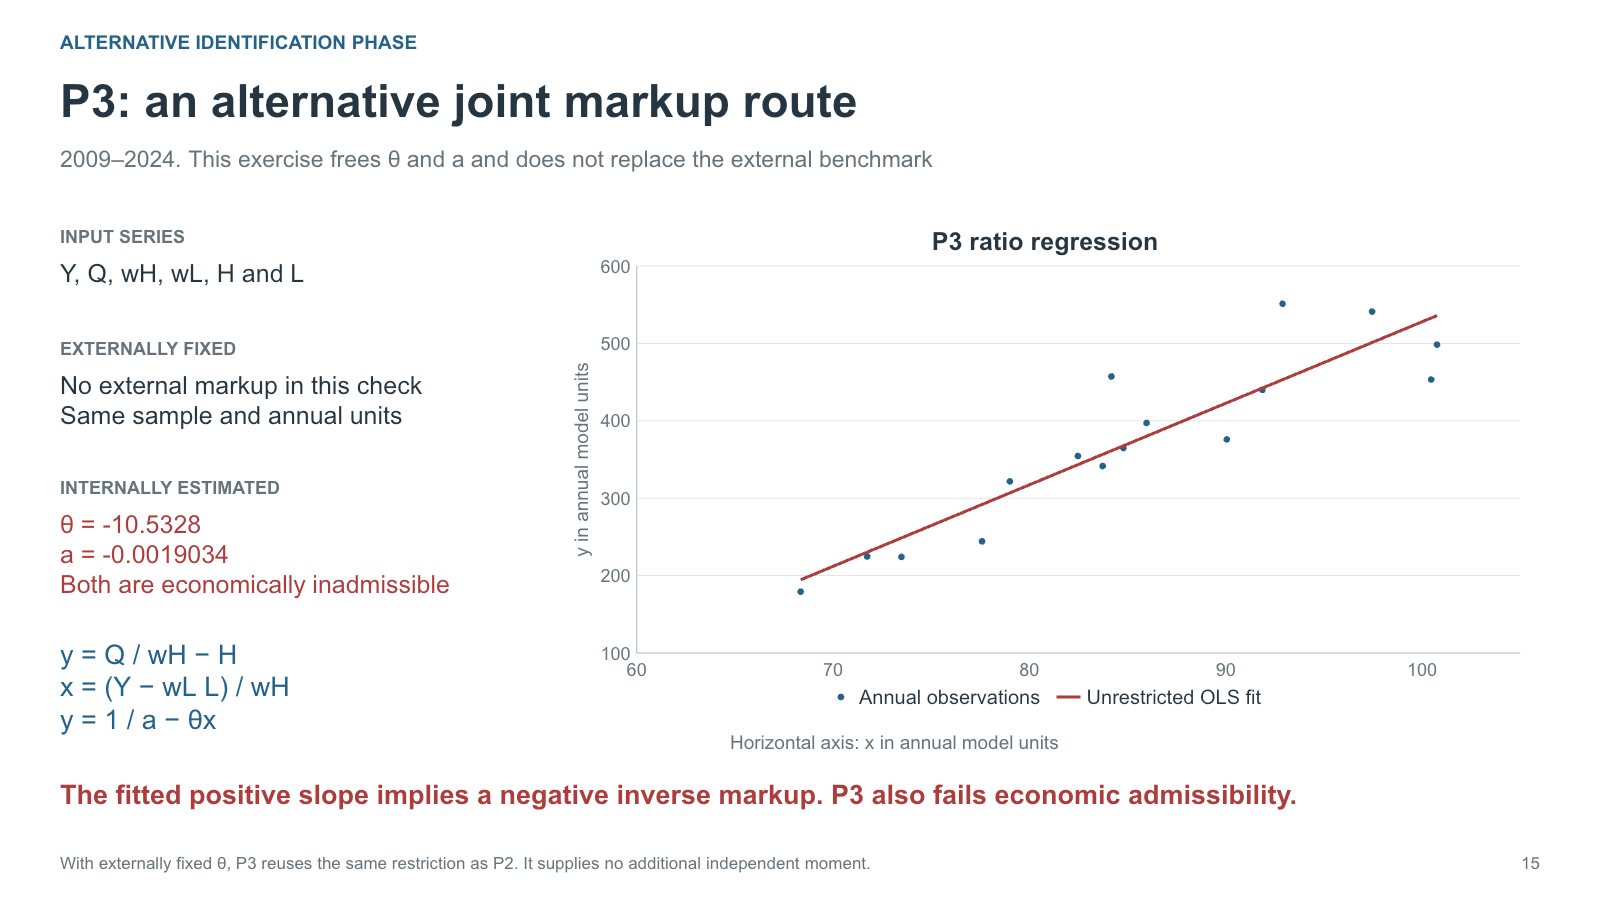 ALTERNATIVE IDENTIFICATION PHASE
P3: an alternative joint markup route
2009–2024. This exercise frees θ and a and does not replace the external benchmark
INPUT SERIES
Y, Q, wH, wL, H and L
EXTERNALLY FIXED
No external markup in this check
Same sample and annual units
INTERNALLY ESTIMATED
θ = -10.5328
a = -0.0019034
Both are economically inadmissible
y = Q / wH − H
x = (Y − wL L) / wH
y = 1 / a − θx
P3 ratio regression
y in annual model units
600
500
400
300
200
100
60 70 80 90 100
Annual observations Unrestricted OLS fit
Horizontal axis: x in annual model units
The fitted positive slope implies a negative inverse markup. P3 also fails economic admissibility.
With externally fixed θ, P3 reuses the same restriction as P2. It supplies no additional independent moment.
15